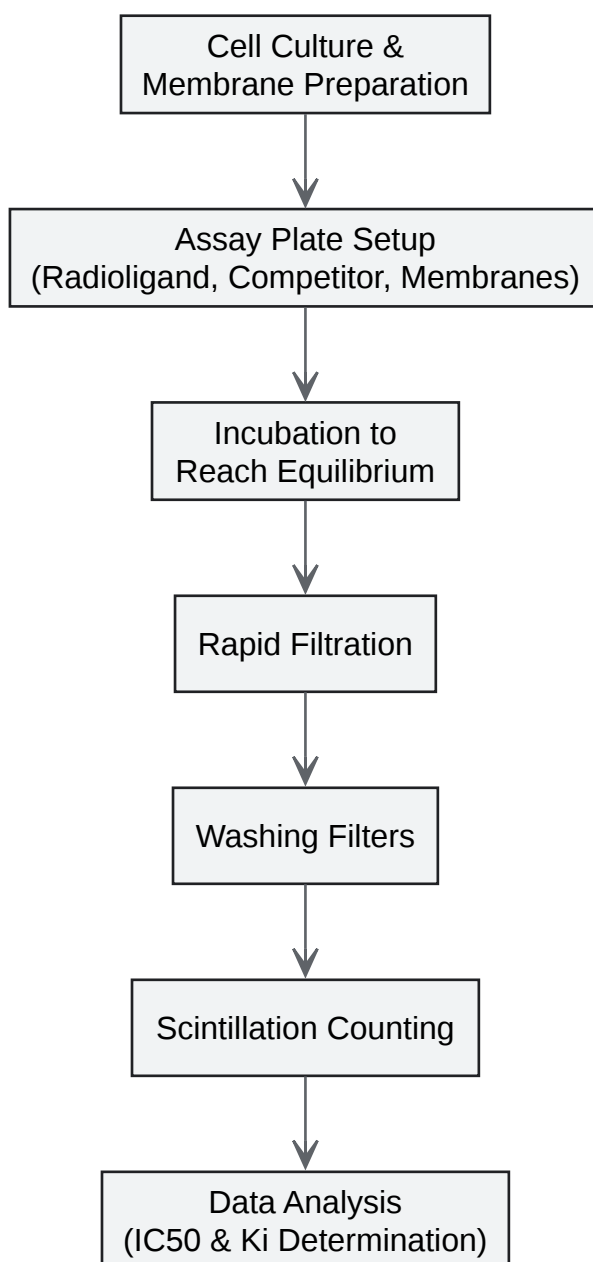 Cell Culture &
Membrane Preparation
Assay Plate Setup
(Radioligand, Competitor, Membranes)
Incubation to
Reach Equilibrium
Rapid Filtration
Washing Filters
Scintillation Counting
Data Analysis
(IC50 & Ki Determination)